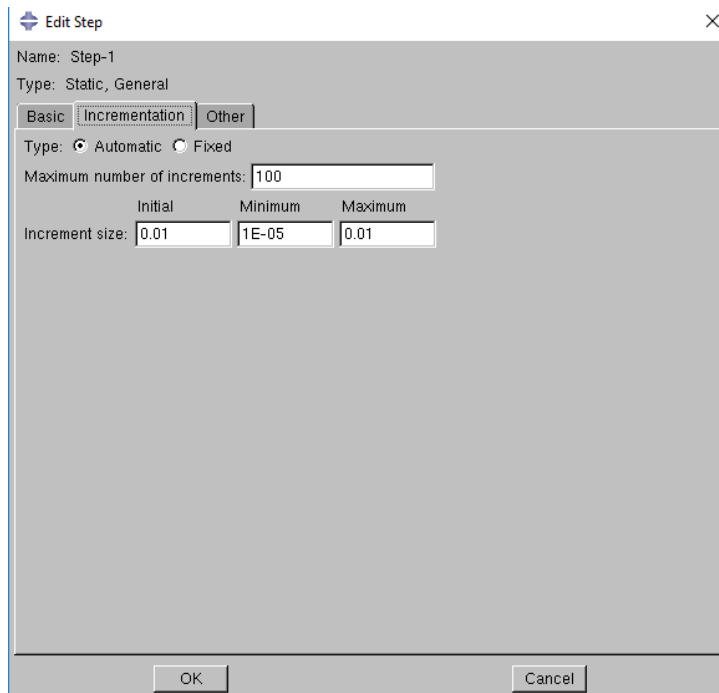 Edit Step
Name: Step-1
Type: Static, General
Basic Incrementation Other
Type: Automatic Fixed
Maximum number of increments: 100
Initial Minimum Maximum
Increment size: 0.01 1E-05 0.01
OK Cancel